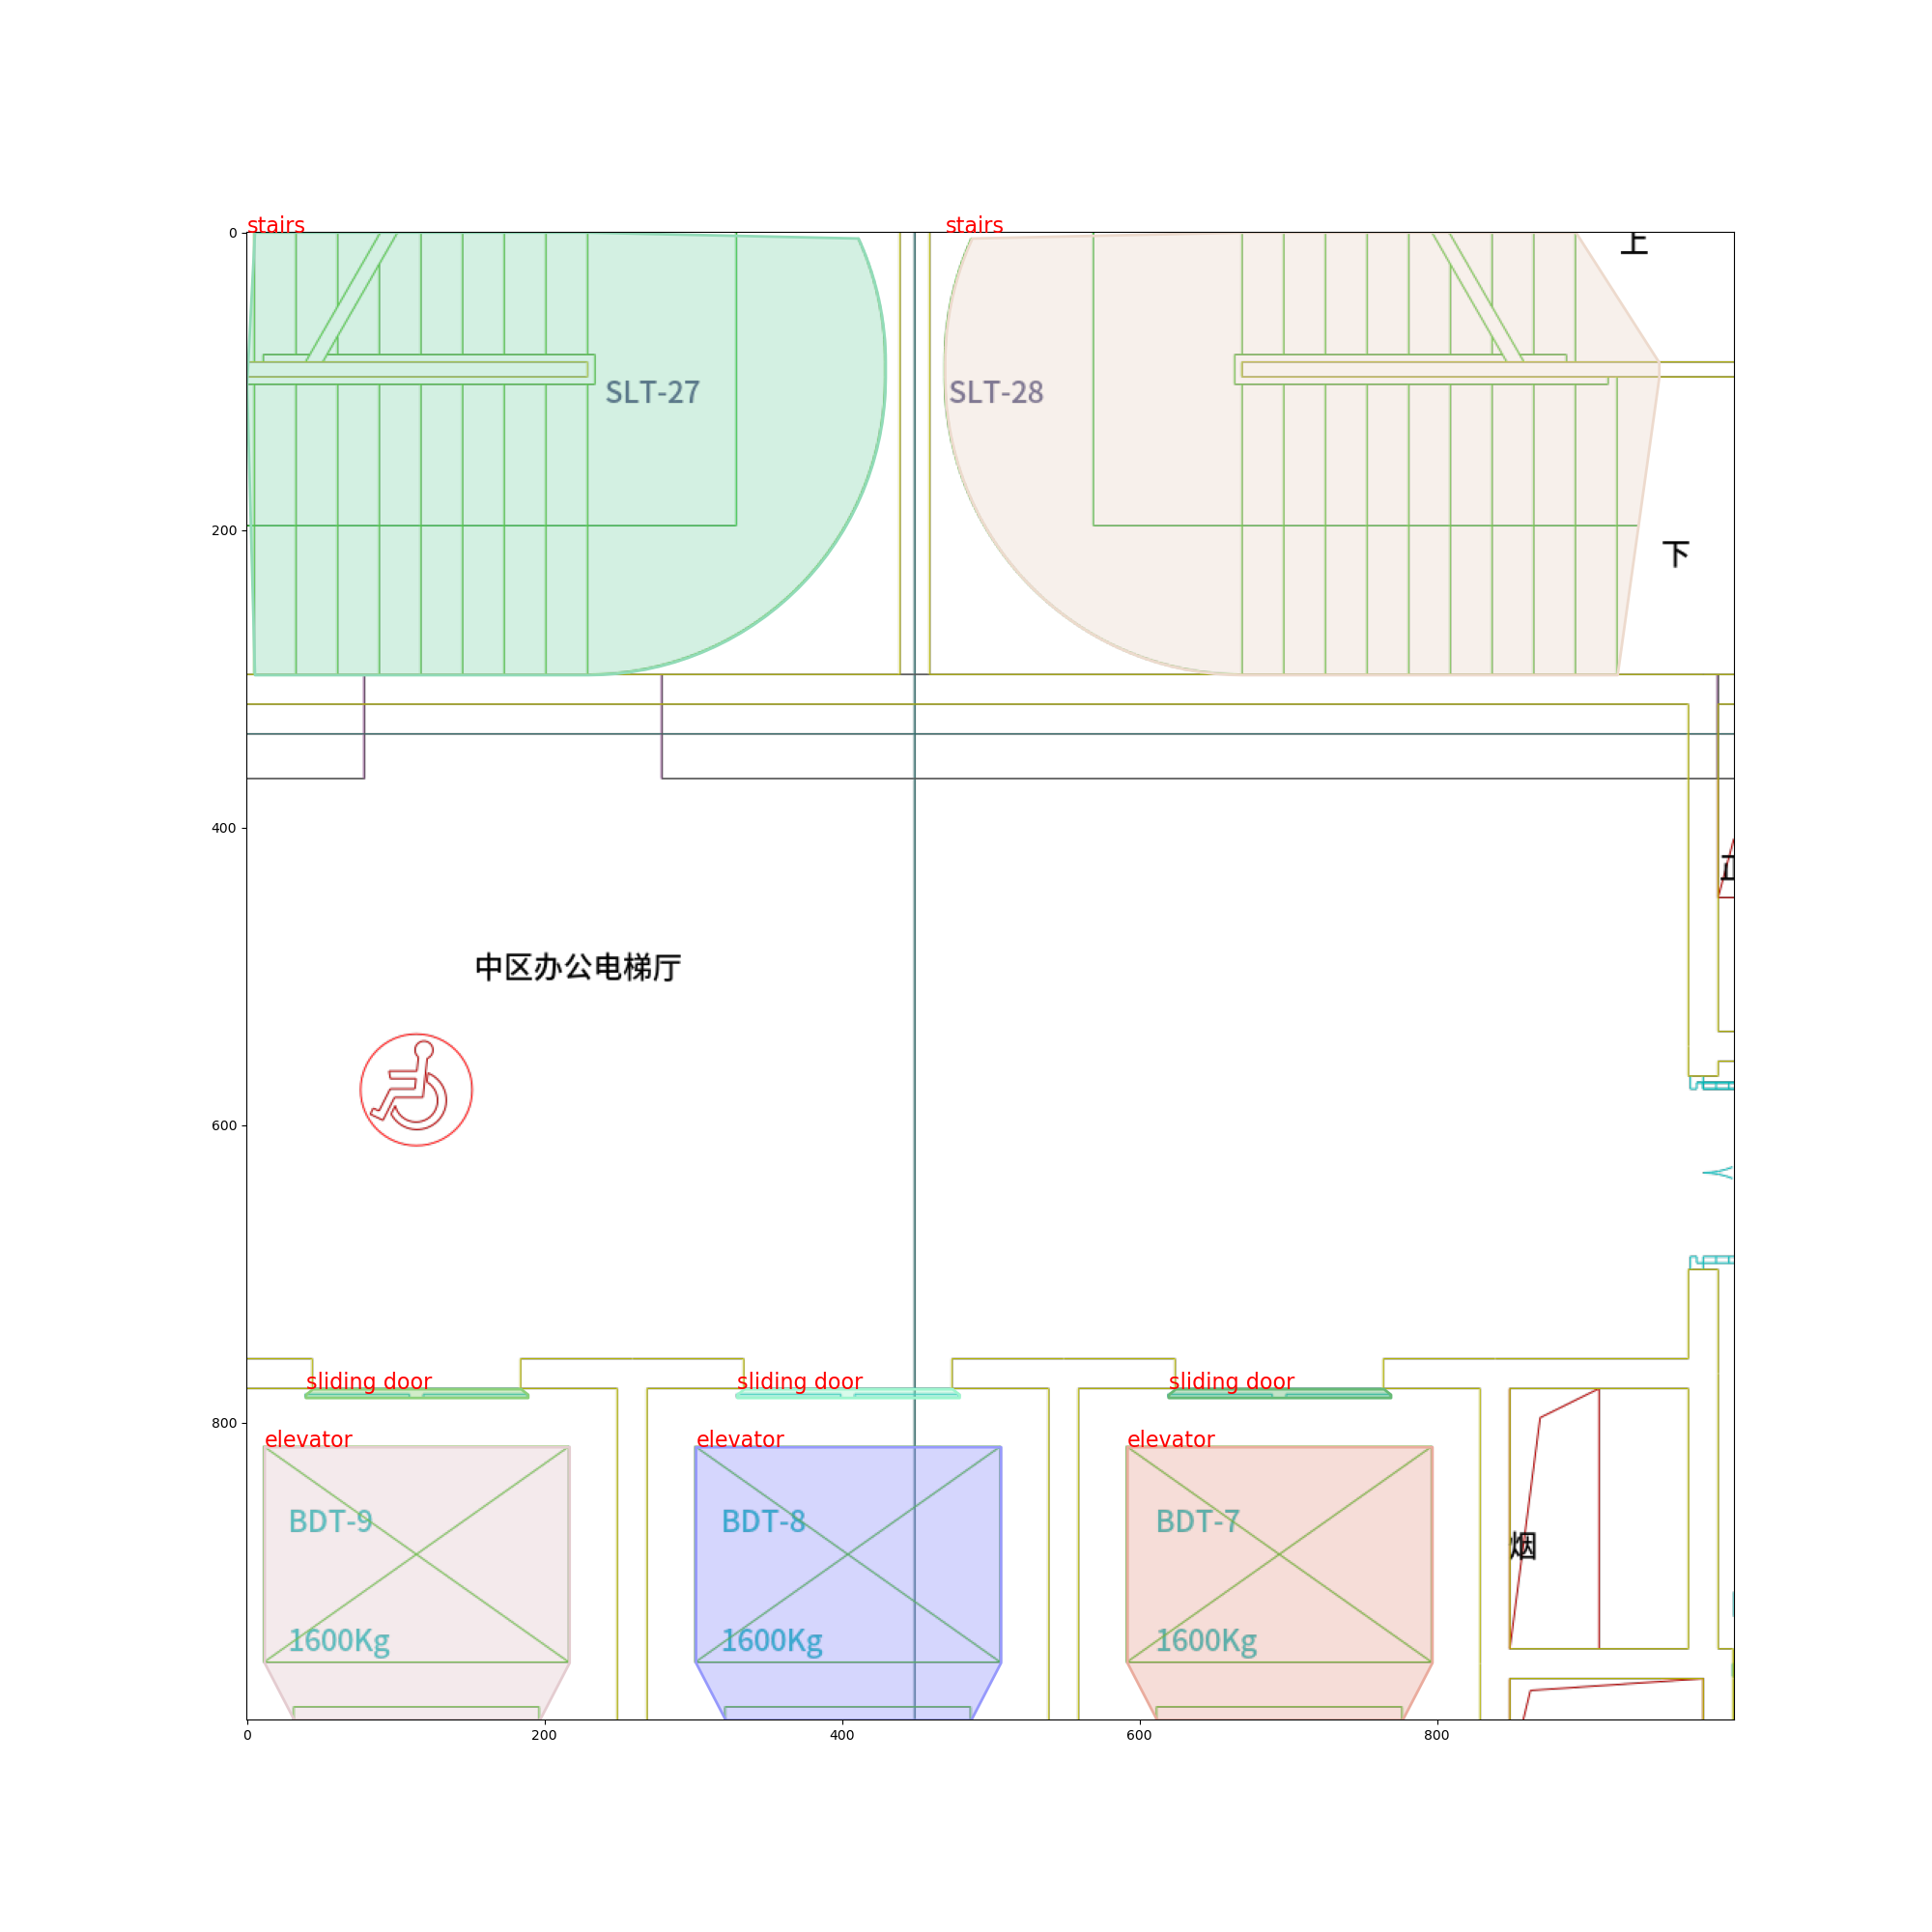 stairs
stairs
上
0
SLT-27
SLT-28
200
下
400
中区办公电梯厅
600
sliding door
sliding door
sliding door
800
elevator
elevator
elevator
BDT-9
BDT-8
BDT-7
烟
1600Kg
1600Kg
1600Kg
0
200
400
600
800